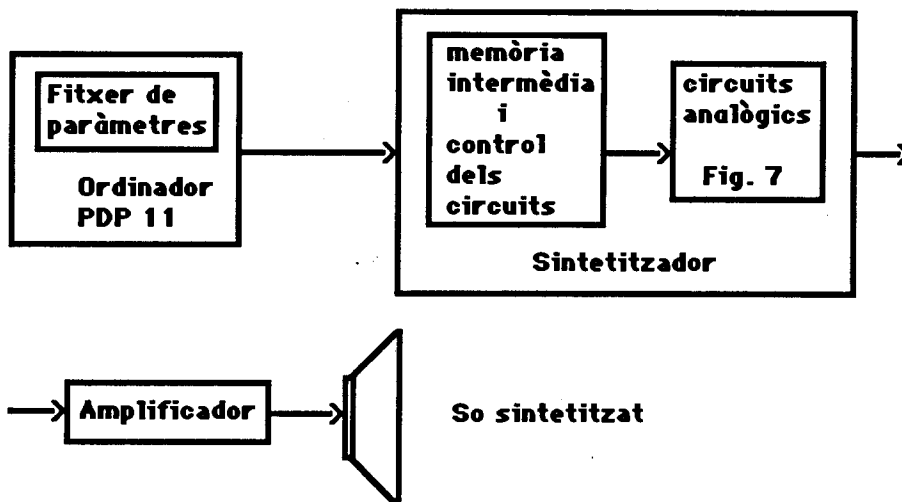 Fitxer de
paràmetres
Ordinador
PDP 11
memòria
intermèdia
i
control
dels
circuits
circuits
analògics
Fig. 7
Sintetitzador
Amplificador
So sintetitzat